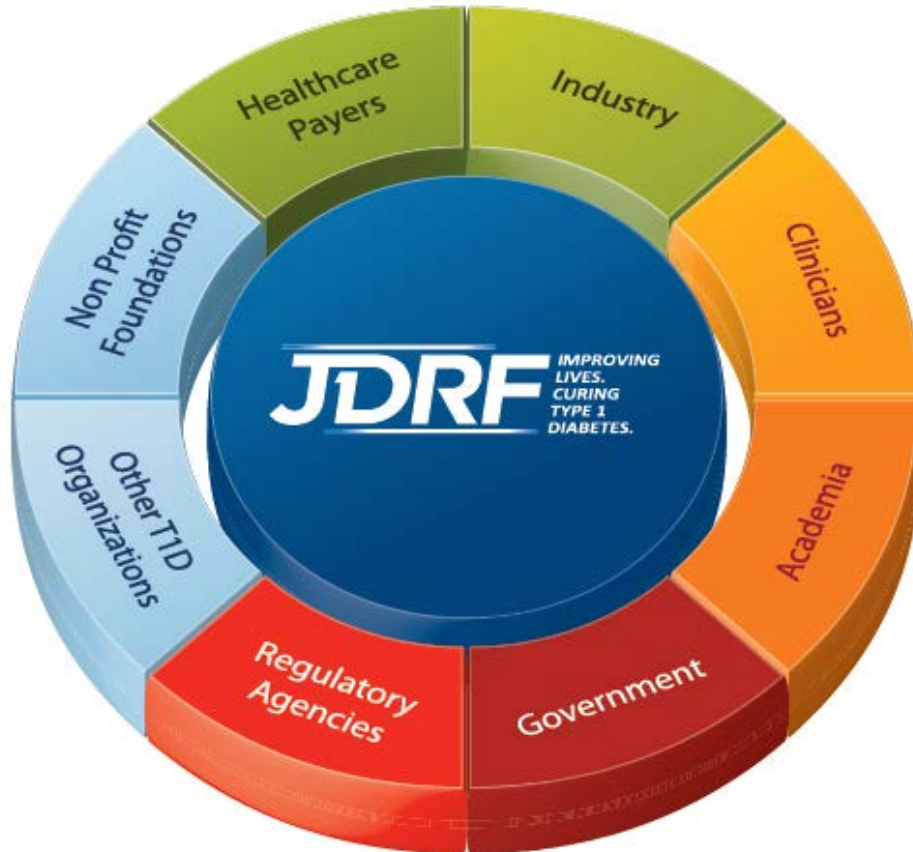 Healthcare
Payers
Industry
Clinicians
Academia
Government
Regulatory
Agencies
Other T1D
Organizations
Non Profit
Foundations
JDRF
IMPROVING
LIVES.
CURING
TYPE 1
DIABETES.